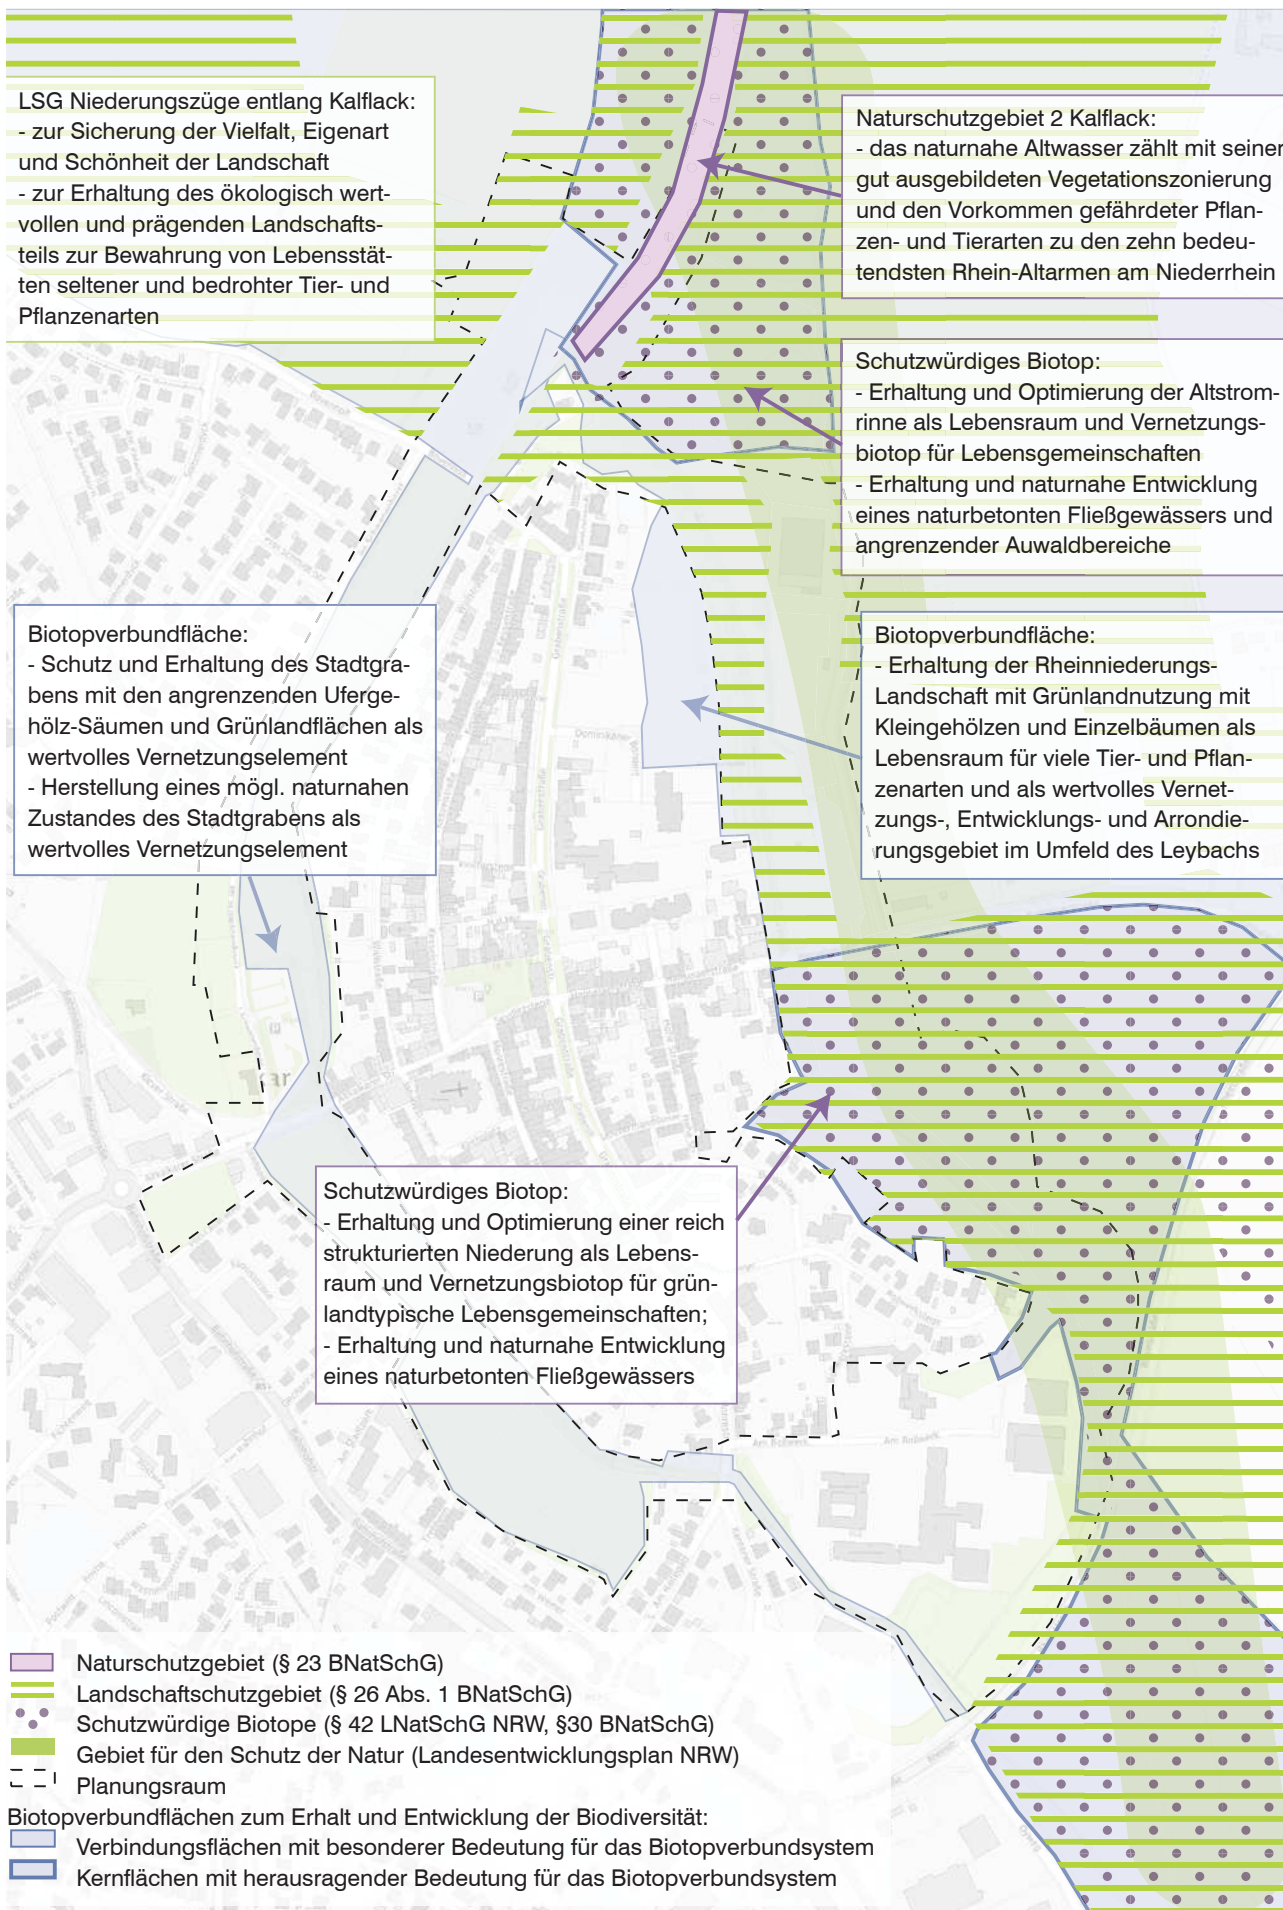 LSG Niederungszüge entlang Kalflack:
- zur Sicherung der Vielfalt, Eigenart
und Schönheit der Landschaft
- zur Erhaltung des ökologisch wert-
vollen und prägenden Landschafts-
teils zur Bewahrung von Lebensstät-
ten seltener und bedrohter Tier- und
Pflanzenarten
Naturschutzgebiet 2 Kalflack:
- das naturnahe Altwasser zählt mit seiner
gut ausgebildeten Vegetationszonierung
und den Vorkommen gefährdeter Pflan-
zen- und Tierarten zu den zehn bedeu-
tendsten Rhein-Altarmen am Niederrhein
Schutzwürdiges Biotop:
- Erhaltung und Optimierung der Altstrom-
rinne als Lebensraum und Vernetzungs-
biotop für Lebensgemeinschaften
- Erhaltung und naturnahe Entwicklung
eines naturbetonten Fließgewässers und
angrenzender Auwaldbereiche
Biotopverbundfläche:
- Schutz und Erhaltung des Stadtgra-
bens mit den angrenzenden Uferge-
hölz-Säumen und Grünlandflächen als
wertvolles Vernetzungselement
- Herstellung eines mögl. naturnahen
Zustandes des Stadtgrabens als
wertvolles Vernetzungselement
Biotopverbundfläche:
- Erhaltung der Rheinniederungs-
Landschaft mit Grünlandnutzung mit
Kleingehölzen und Einzelbäumen als
Lebensraum für viele Tier- und Pflan-
zenarten und als wertvolles Vernet-
zungs-, Entwicklungs- und Arrondie-
rungsgebiet im Umfeld des Leybachs
Schutzwürdiges Biotop:
- Erhaltung und Optimierung einer reich
strukturierten Niederung als Lebens-
raum und Vernetzungsbiotop für grün-
landtypische Lebensgemeinschaften;
- Erhaltung und naturnahe Entwicklung
eines naturbetonten Fließgewässers
Am Bollwerk
Naturschutzgebiet (§ 23 BNatSchG)
Landschaftschutzgebiet (§ 26 Abs. 1 BNatSchG)
Schutzwürdige Biotope (§ 42 LNatSchG NRW, §30 BNatSchG)
Gebiet für den Schutz der Natur (Landesentwicklungsplan NRW)
Planungsraum
Biotopverbundflächen zum Erhalt und Entwicklung der Biodiversität:
Verbindungsflächen mit besonderer Bedeutung für das Biotopverbundsystem
Kernflächen mit herausragender Bedeutung für das Biotopverbundsystem